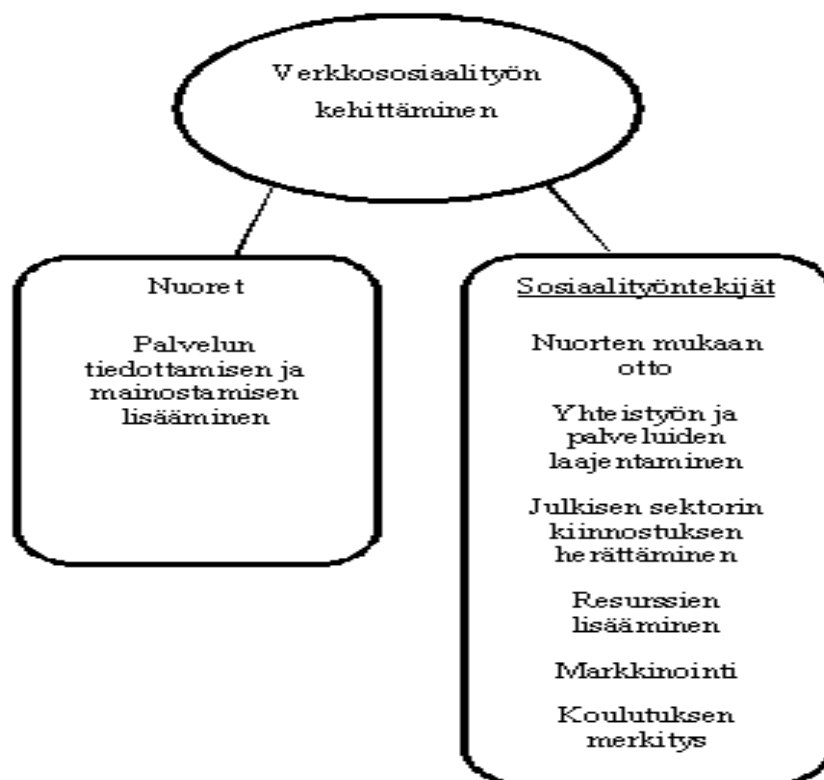 Verkkososiaalityön
kehittäminen
Nuoret
Palvelun
tiedottamisen ja
mainostamisen
lisääminen
Sosiaalityöntekijät
Nuorten mukaan
otto
Yhteistyön ja
palveluiden
laajentaminen
Julkisen sektorin
kiinnostuksen
herättäminen
Resurssien
lisääminen
Markkinointi
Koulutuksen
merkitys